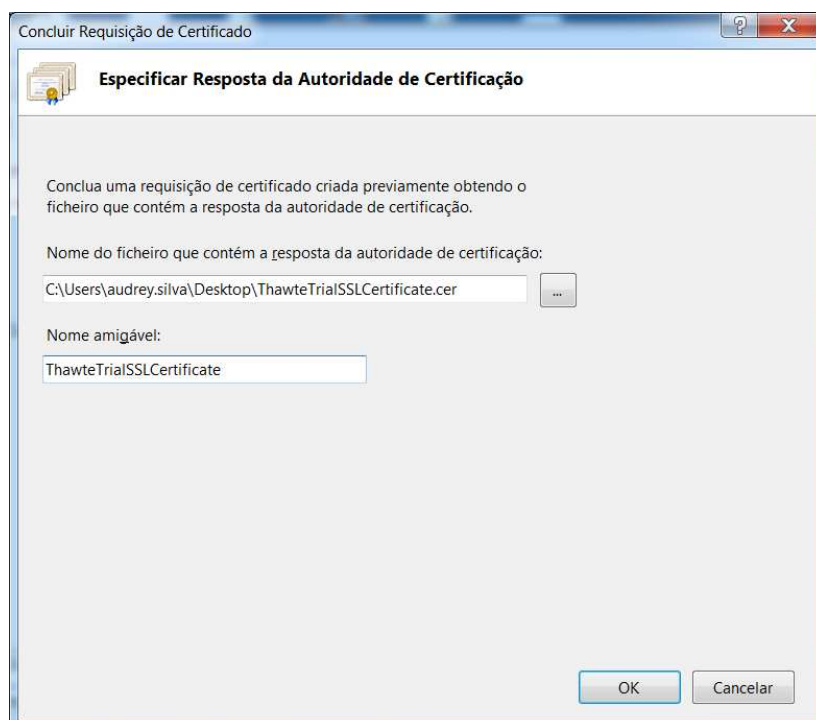 Concluir Requisição de Certificado
Especificar Resposta da Autoridade de Certificação
Conclua uma requisição de certificado criada previamente obtendo o
ficheiro que contém a resposta da autoridade de certificação.
Nome do ficheiro que contém a resposta da autoridade de certificação:
C:\Users\audrey.silva\Desktop\ThawteTrialSSLCertificate.cer
...
Nome amigável:
ThawteTrialSSLCertificate
OK
Cancelar